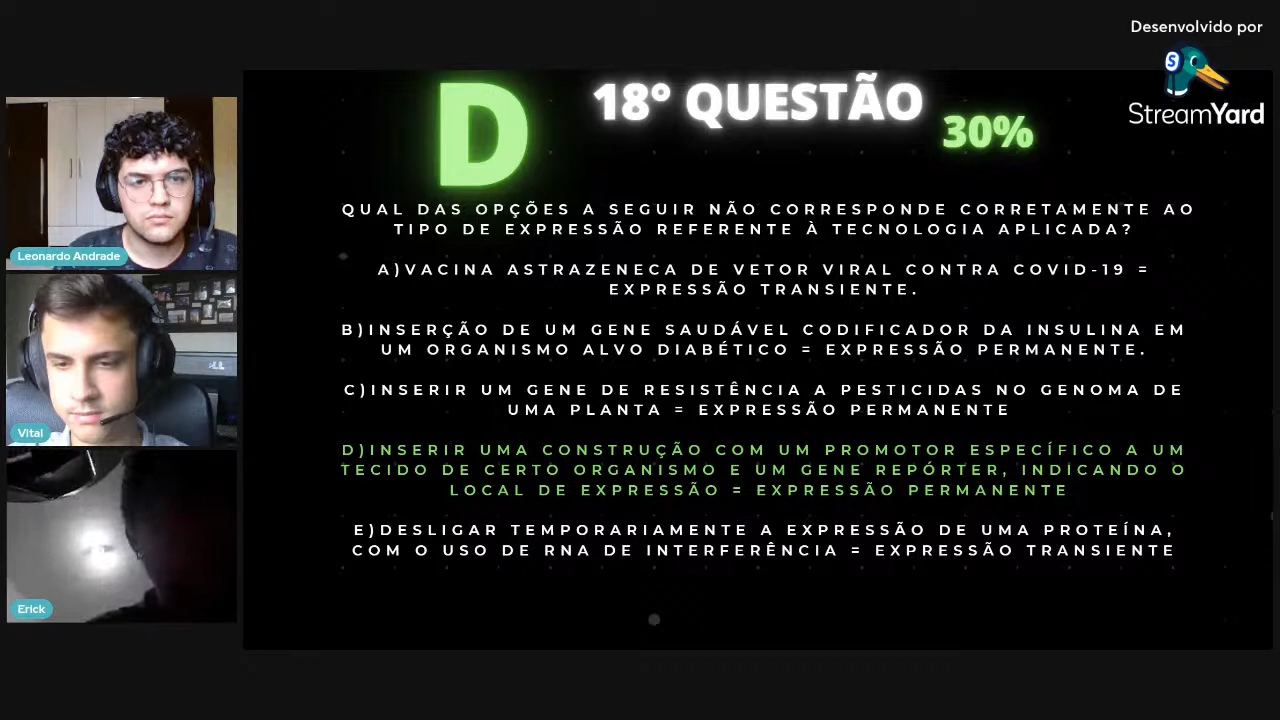 Desenvolvido por
StreamYard
D
18° QUESTÃO
30%
QUAL DAS OPÇÕES A SEGUIR NÃO CORRESPONDE CORRETAMENTE AO
TIPO DE EXPRESSÃO REFERENTE À TECNOLOGIA APLICADA?
A)VACINA ASTRAZENECA DE VETOR VIRAL CONTRA COVID-19 =
EXPRESSÃO TRANSIENTE.
B)INSERÇÃO DE UM GENE SAUDÁVEL CODIFICADOR DA INSULINA EM
UM ORGANISMO ALVO DIABÉTICO = EXPRESSÃO PERMANENTE.
C)INSERIR UM GENE DE RESISTÊNCIA A PESTICIDAS NO GENOMA DE
UMA PLANTA = EXPRESSÃO PERMANENTE
D)INSERIR UMA CONSTRUÇÃO COM UM PROMOTOR ESPECÍFICO A UM
TECIDO DE CERTO ORGANISMO E UM GENE REPÓRTER, INDICANDO O
LOCAL DE EXPRESSÃO = EXPRESSÃO PERMANENTE
E)DESLIGAR TEMPORARIAMENTE A EXPRESSÃO DE UMA PROTEÍNA,
COM O USO DE RNA DE INTERFERÊNCIA = EXPRESSÃO TRANSIENTE
Leonardo Andrade
Vital
Erick